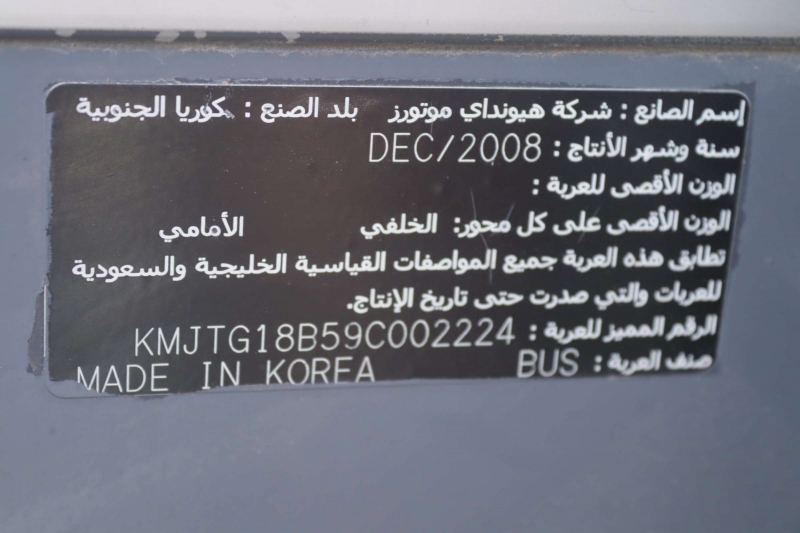 إسم الصانع : شركة هيونداي موتورز بلد الصنع : كوريا الجنوبية
سنة وشهر الأنتاج : DEC/2008
الوزن الأقصى للعربة :
الوزن الأقصى على كل محور: الخلفي الأمامي
تطابق هذه العربة جميع المواصفات القياسية الخليجية والسعودية
للعربات والتي صدرت حتى تاريخ الإنتاج.
الرقم المميز للعربة : KMJTG18B59C002224
صنف العربة : BUS
MADE IN KOREA